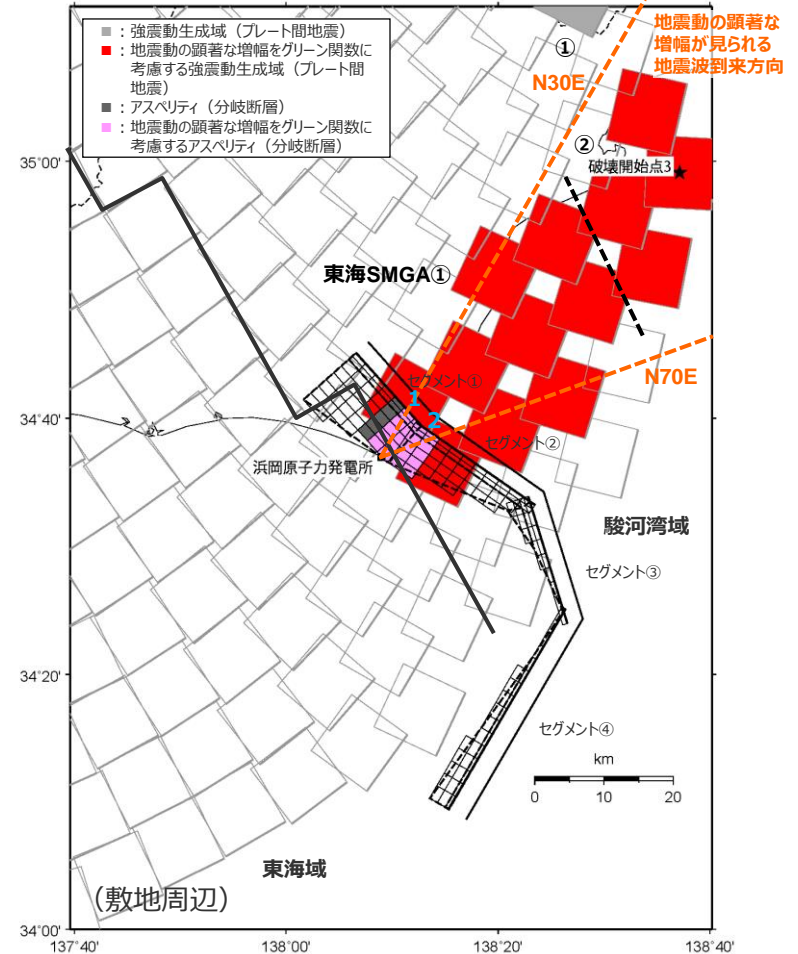 ■：強震動生成域（プレート間地震）
■：地震動の顕著な増幅をグリーン関数に
考慮する強震動生成域（プレート間
地震）
■：アスペリティ（分岐断層）
■：地震動の顕著な増幅をグリーン関数に
考慮するアスペリティ（分岐断層）
地震動の顕著な
増幅が見られる
地震波到来方向
①
N30E
②
破壊開始点3
★
35°00'
東海SMGA①
N70E
セグメント①
1
34°40'
2
セグメント②
浜岡原子力発電所
駿河湾域
セグメント③
34°20'
セグメント④
km
0 10 20
東海域
（敷地周辺）
34°00'
137°40' 138°00' 138°20' 138°40'